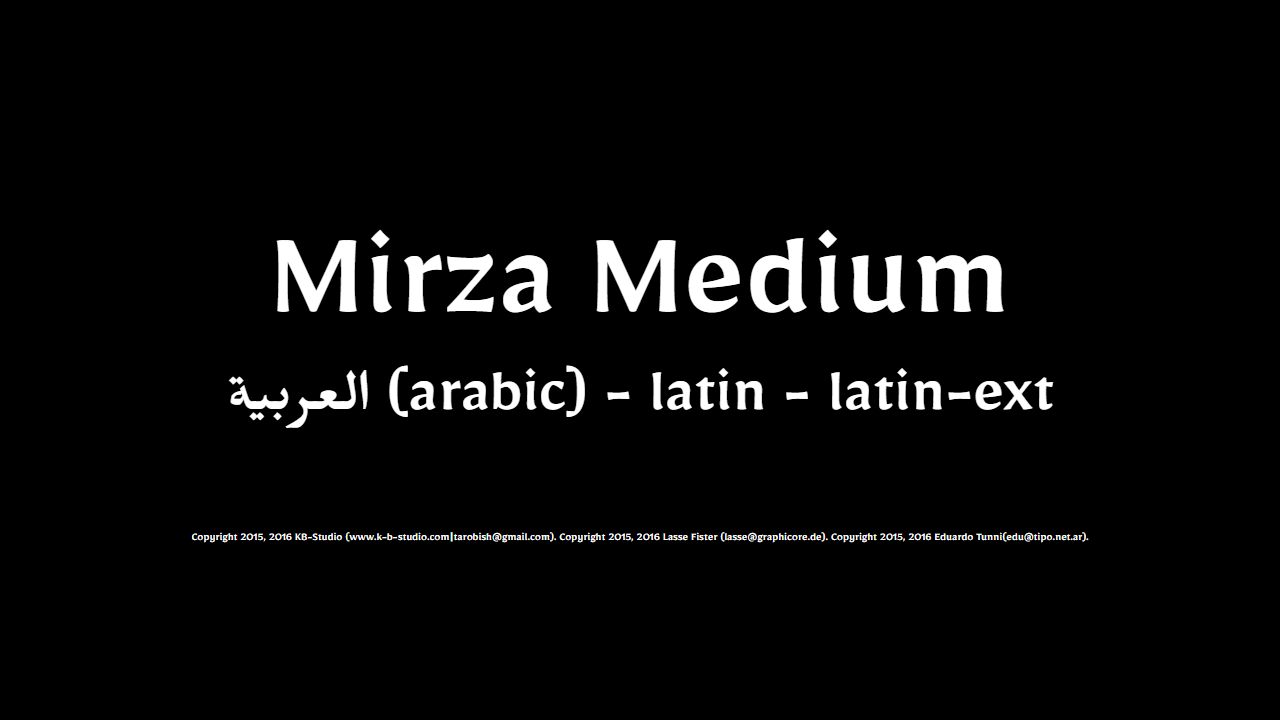 Mirza Medium
العربية (arabic) - latin - latin-ext
Copyright 2015, 2016 KB-Studio (www.k-b-studio.com|tarobish@gmail.com). Copyright 2015, 2016 Lasse Fister (lasse@graphicore.de). Copyright 2015, 2016 Eduardo Tunni(edu@tipo.net.ar).